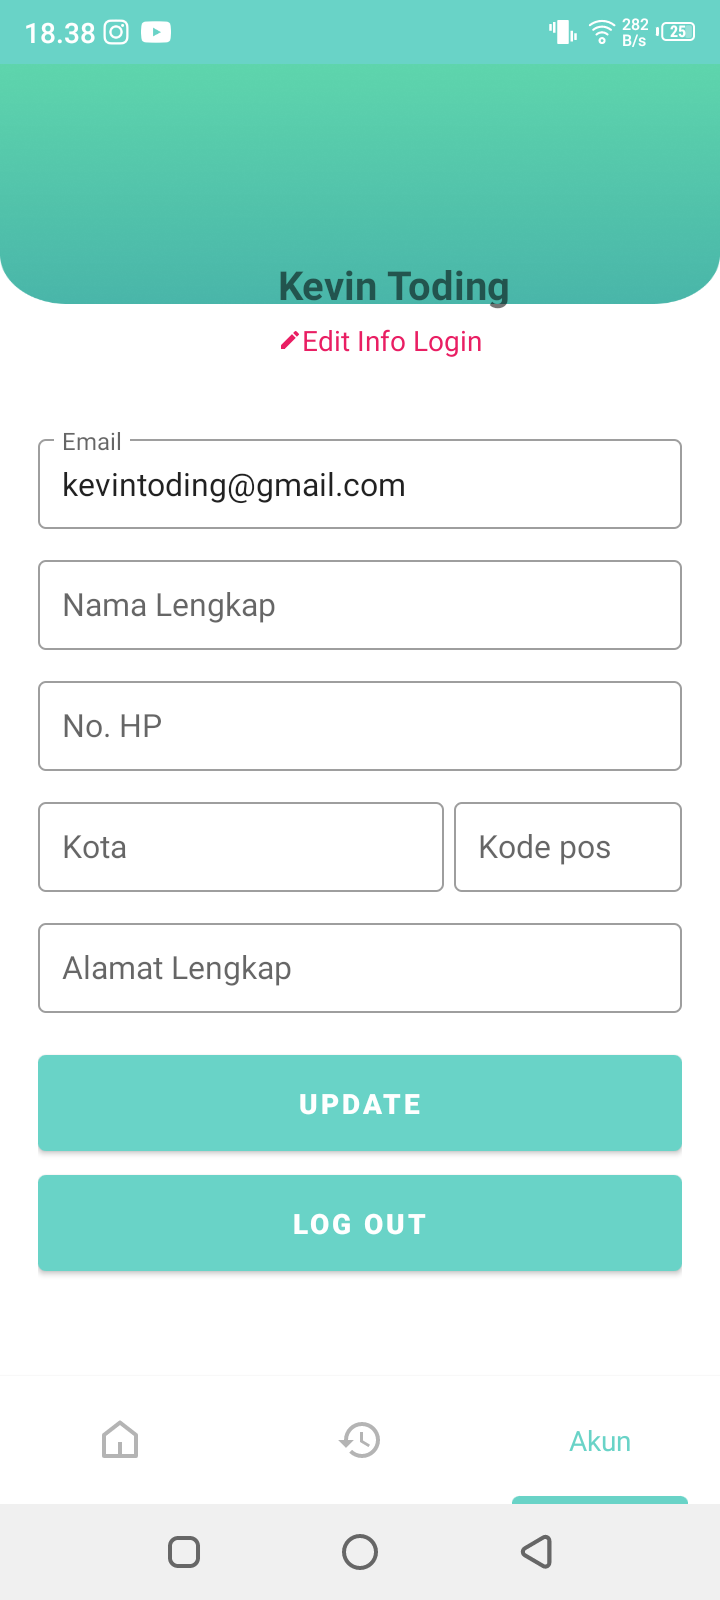 18.38
282
B/s
25
Kevin Toding
Edit Info Login
Email
kevintoding@gmail.com
Nama Lengkap
No. HP
Kota
Kode pos
Alamat Lengkap
UPDATE
LOG OUT
Akun